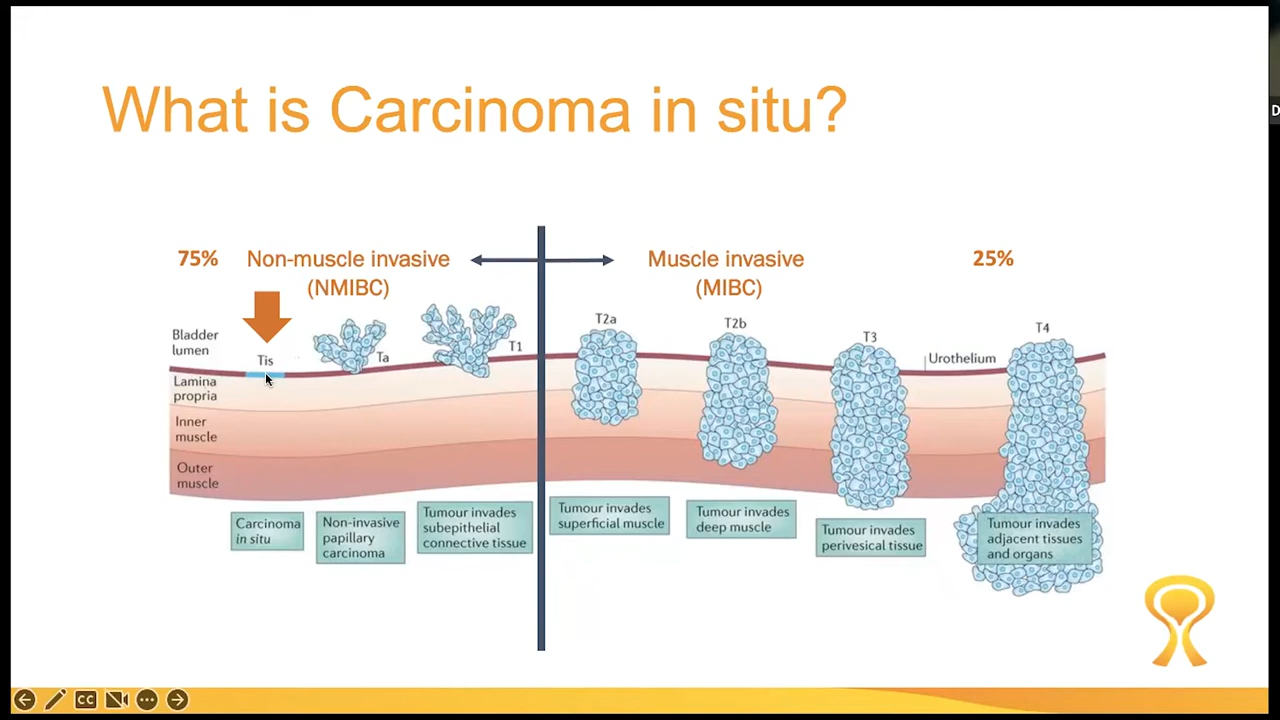 What is Carcinoma in situ?
75%
Non-muscle invasive
(NMIBC)
Muscle invasive
(MIBC)
25%
Bladder
lumen
Tis
Ta
T1
T2a
T2b
T3
Urothelium
T4
Lamina
propria
Inner
muscle
Outer
muscle
Carcinoma
in situ
Non-invasive
papillary
carcinoma
Tumour invades
subepithelial
connective tissue
Tumour invades
superficial muscle
Tumour invades
deep muscle
Tumour invades
perivesical tissue
Tumour invades
adjacent tissues
and organs
CC
D